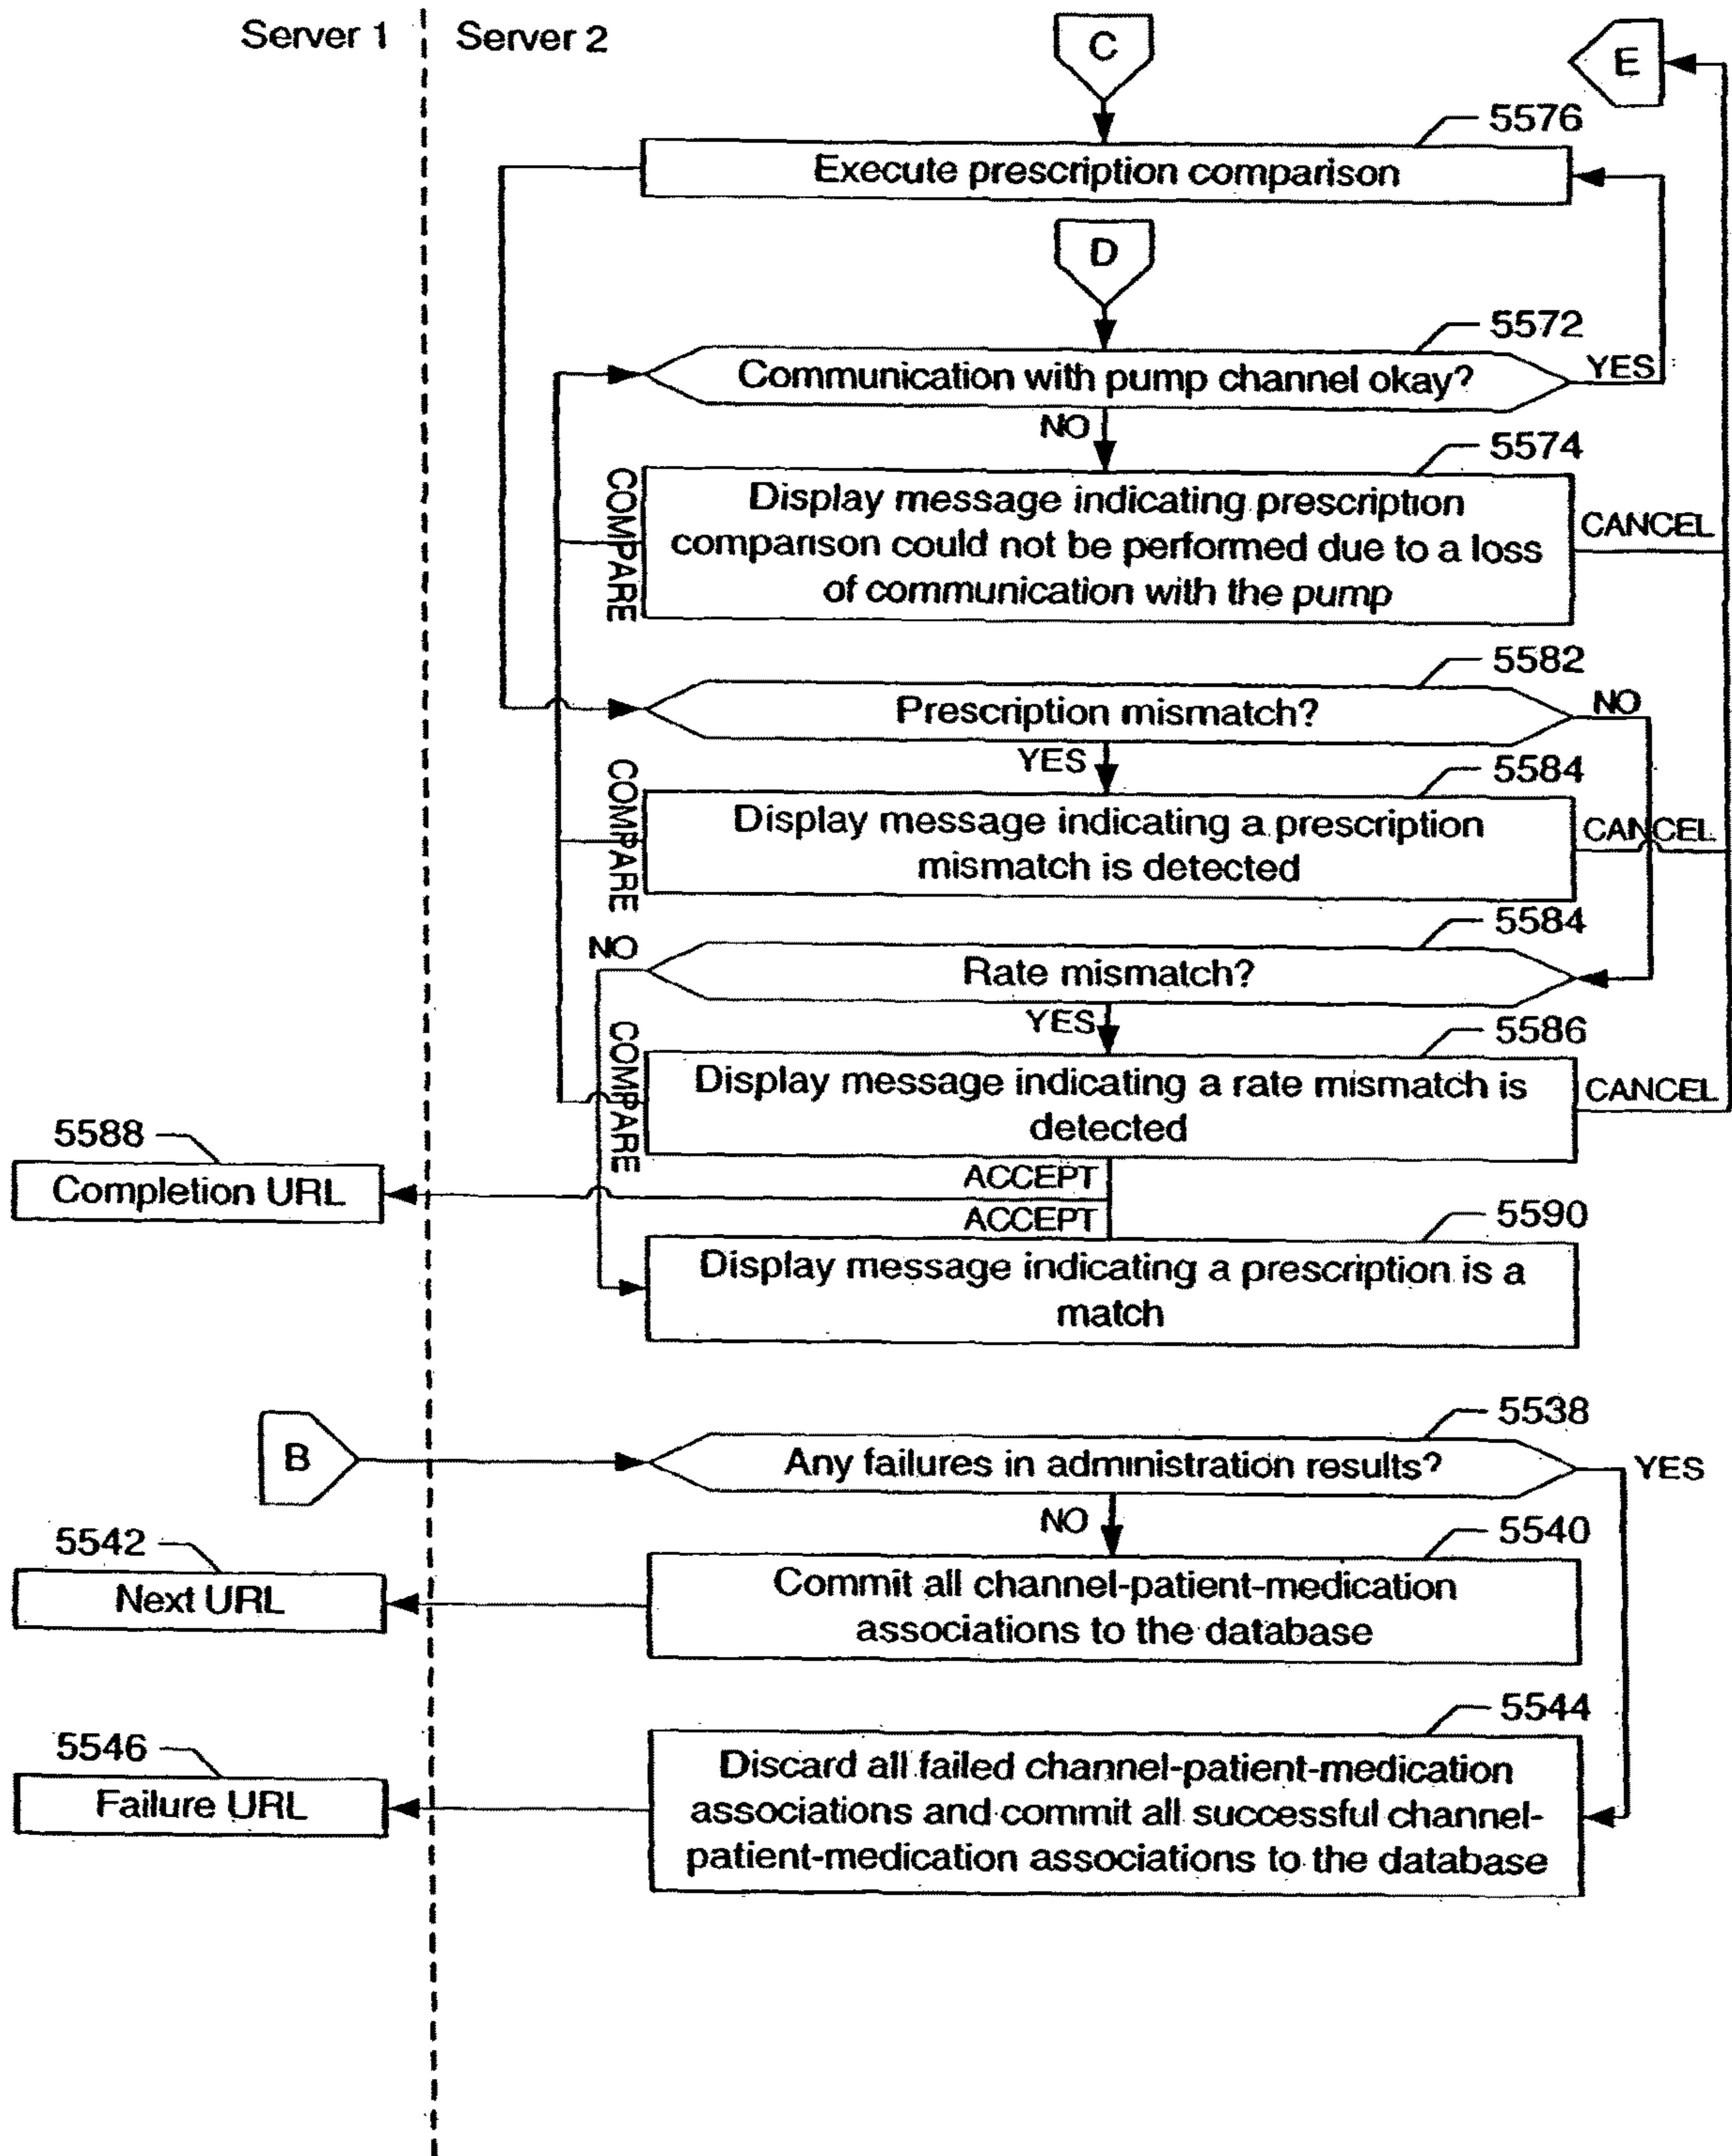 Server 1
Server 2
C
E
5576
Execute prescription comparison
D
5572
Communication with pump channel okay?
YES
NO
5574
COMPARE
Display message indicating prescription
comparison could not be performed due to a loss
of communication with the pump
CANCEL
5582
Prescription mismatch?
NO
YES
5584
COMPARE
Display message indicating a prescription
mismatch is detected
CANCEL
5584
NO
Rate mismatch?
YES
5586
COMPARE
Display message indicating a rate mismatch is
detected
CANCEL
5588
Completion URL
ACCEPT
ACCEPT
5590
Display message indicating a prescription is a
match
5538
B
Any failures in administration results?
YES
NO
5542
5540
Next URL
Commit all channel-patient-medication
associations to the database
5544
5546
Failure URL
Discard all failed channel-patient-medication
associations and commit all successful channel-
patient-medication associations to the database